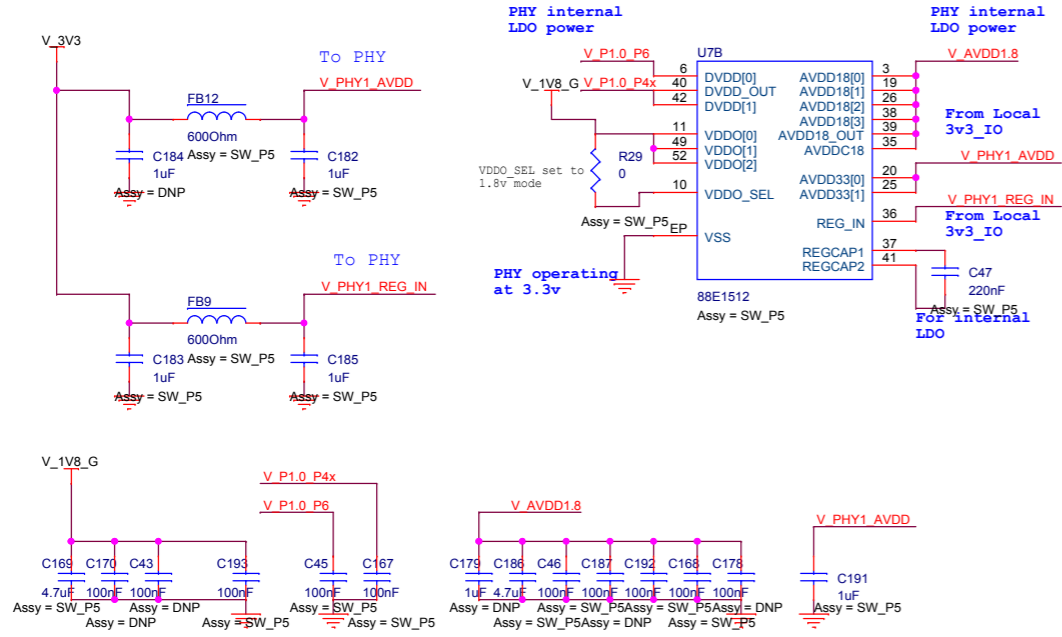 V_3V3
To PHY
V_PHY1_AVDD
FB12
600Ohm
Assy = SW_P5
C184
1uF
Assy = DNP
C182
1uF
Assy = SW_P5
To PHY
V_PHY1_REG_IN
FB9
600Ohm
Assy = SW_P5
C183
1uF
Assy = SW_P5
C185
1uF
Assy = SW_P5
PHY internal
LDO power
V_P1.0_P6
V_1V8_G
V_P1.0_P4x
VDDO_SEL set to
1.8v mode
R29
0
Assy = SW_P5
PHY operating
at 3.3v
U7B
6 DVDD[0]
40 DVDD_OUT
42 DVDD[1]
11 VDDO[0]
49 VDDO[1]
52 VDDO[2]
10 VDDO_SEL
EP VSS
AVDD18[0] 3
AVDD18[1] 19
AVDD18[2] 26
AVDD18[3] 38
AVDD18_OUT 39
AVDDC18 35
AVDD33[0] 20
AVDD33[1] 25
REG_IN 36
REGCAP1 37
REGCAP2 41
88E1512
Assy = SW_P5
PHY internal
LDO power
V_AVDD1.8
From Local
3v3_IO
V_PHY1_AVDD
V_PHY1_REG_IN
From Local
3v3_IO
C47
220nF
Assy = SW_P5
For internal
LDO
V_1V8_G
C169
4.7uF
Assy = SW_P5
C170
100nF
Assy = DNP
C43
100nF
Assy = DNP
C193
100nF
Assy = SW_P5
V_P1.0_P4x
V_P1.0_P6
C45
100nF
Assy = SW_P5
C167
100nF
Assy = SW_P5
V_AVDD1.8
C179
1uF
Assy = DNP
C186
4.7uF
Assy = SW_P5
C46
100nF
Assy = SW_P5
C187
100nF
Assy = DNP
C192
100nF
Assy = SW_P5
C168
100nF
Assy = SW_P5
C178
100nF
Assy = DNP
V_PHY1_AVDD
C191
1uF
Assy = SW_P5